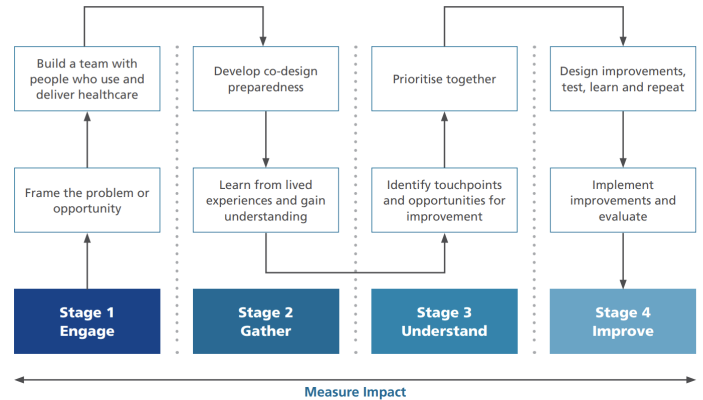 Build a team with
people who use and
deliver healthcare
Develop co-design
preparedness
Prioritise together
Design improvements,
test, learn and repeat
Frame the problem or
opportunity
Learn from lived
experiences and gain
understanding
Identify touchpoints
and opportunities for
improvement
Implement
improvements and
evaluate
Stage 1
Engage
Stage 2
Gather
Stage 3
Understand
Stage 4
Improve
Measure Impact